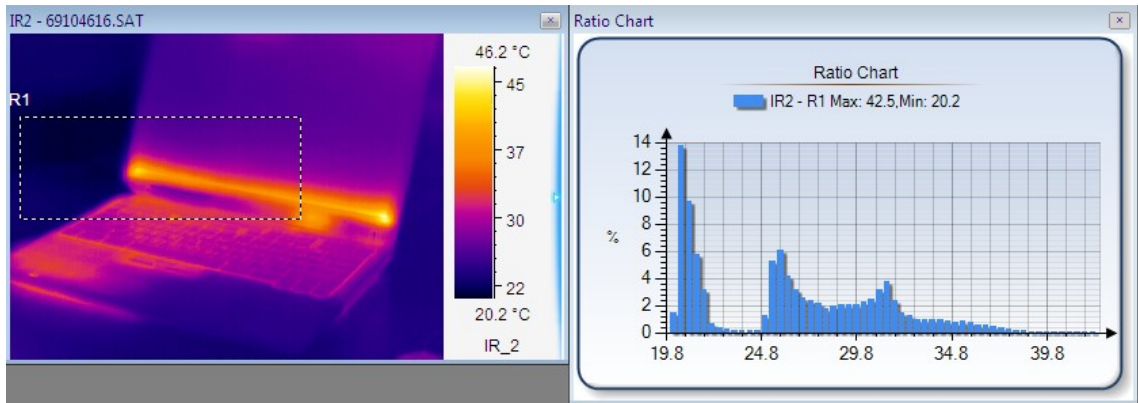 IR2 - 69104616.SAT
R1
46.2 °C
45
37
30
22
20.2 °C
IR_2
Ratio Chart
Ratio Chart
IR2 - R1 Max: 42.5,Min: 20.2
14
12
10
8
6
4
2
0
%
19.8 24.8 29.8 34.8 39.8